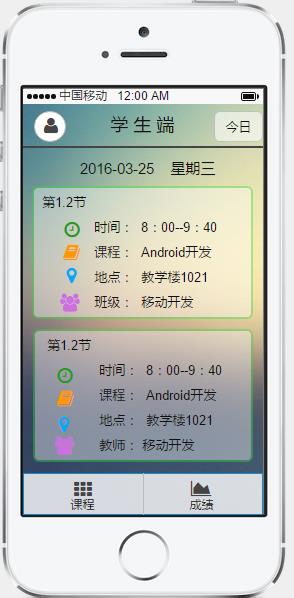 中国移动 12:00 AM
学生端 今日
2016-03-25 星期三
第1.2节
时间： 8：00--9：40
课程： Android开发
地点： 教学楼1021
班级： 移动开发
第1.2节
时间： 8：00--9：40
课程： Android开发
地点： 教学楼1021
教师： 移动开发
课程 成绩